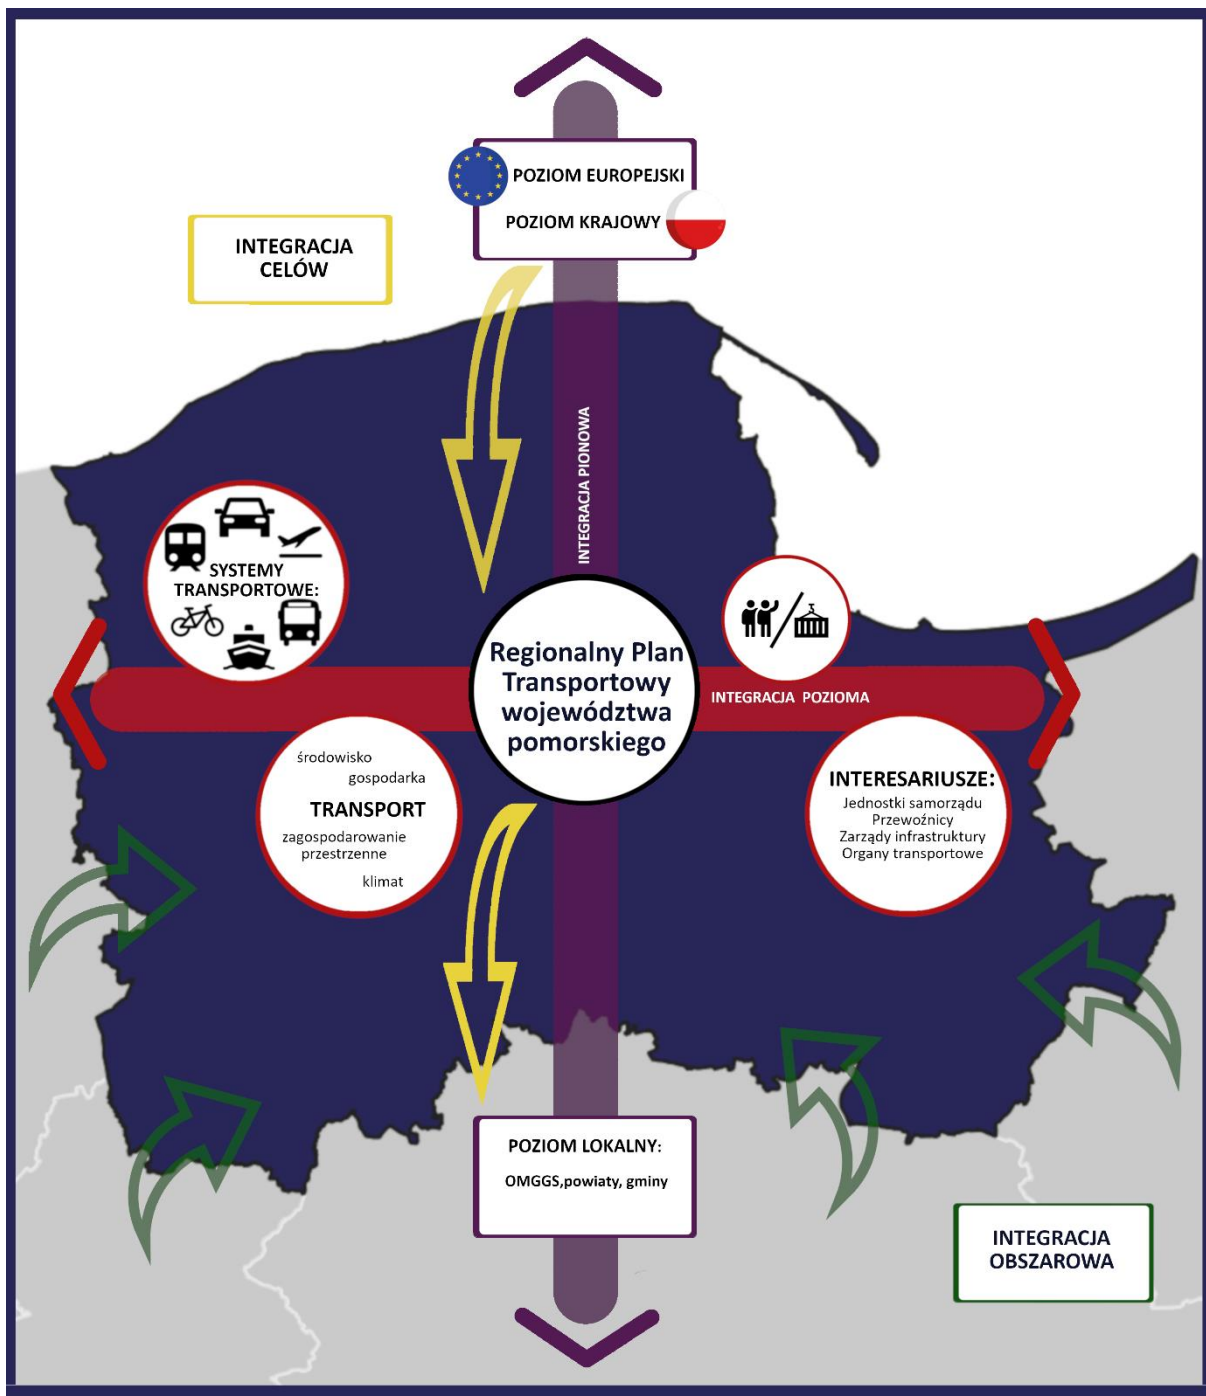 POZIOM EUROPEJSKI
POZIOM KRAJOWY
INTEGRACJA
CELÓW
INTEGRACJA PIONOWA
SYSTEMY
TRANSPORTOWE:
Regionalny Plan
Transportowy
województwa
pomorskiego
INTEGRACJA POZIOMA
środowisko
gospodarka
TRANSPORT
zagospodarowanie
przestrzenne
klimat
INTERESARIUSZE:
Jednostki samorządu
Przewoźnicy
Zarządy infrastruktury
Organy transportowe
POZIOM LOKALNY:
OMGGS,powiaty, gminy
INTEGRACJA
OBSZAROWA